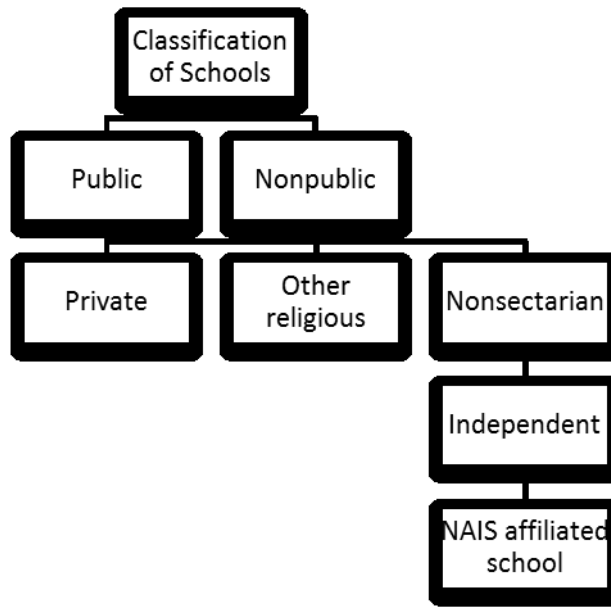 Classification
of Schools
Public
Nonpublic
Private
Other
religious
Nonsectarian
Independent
NAIS affiliated
school